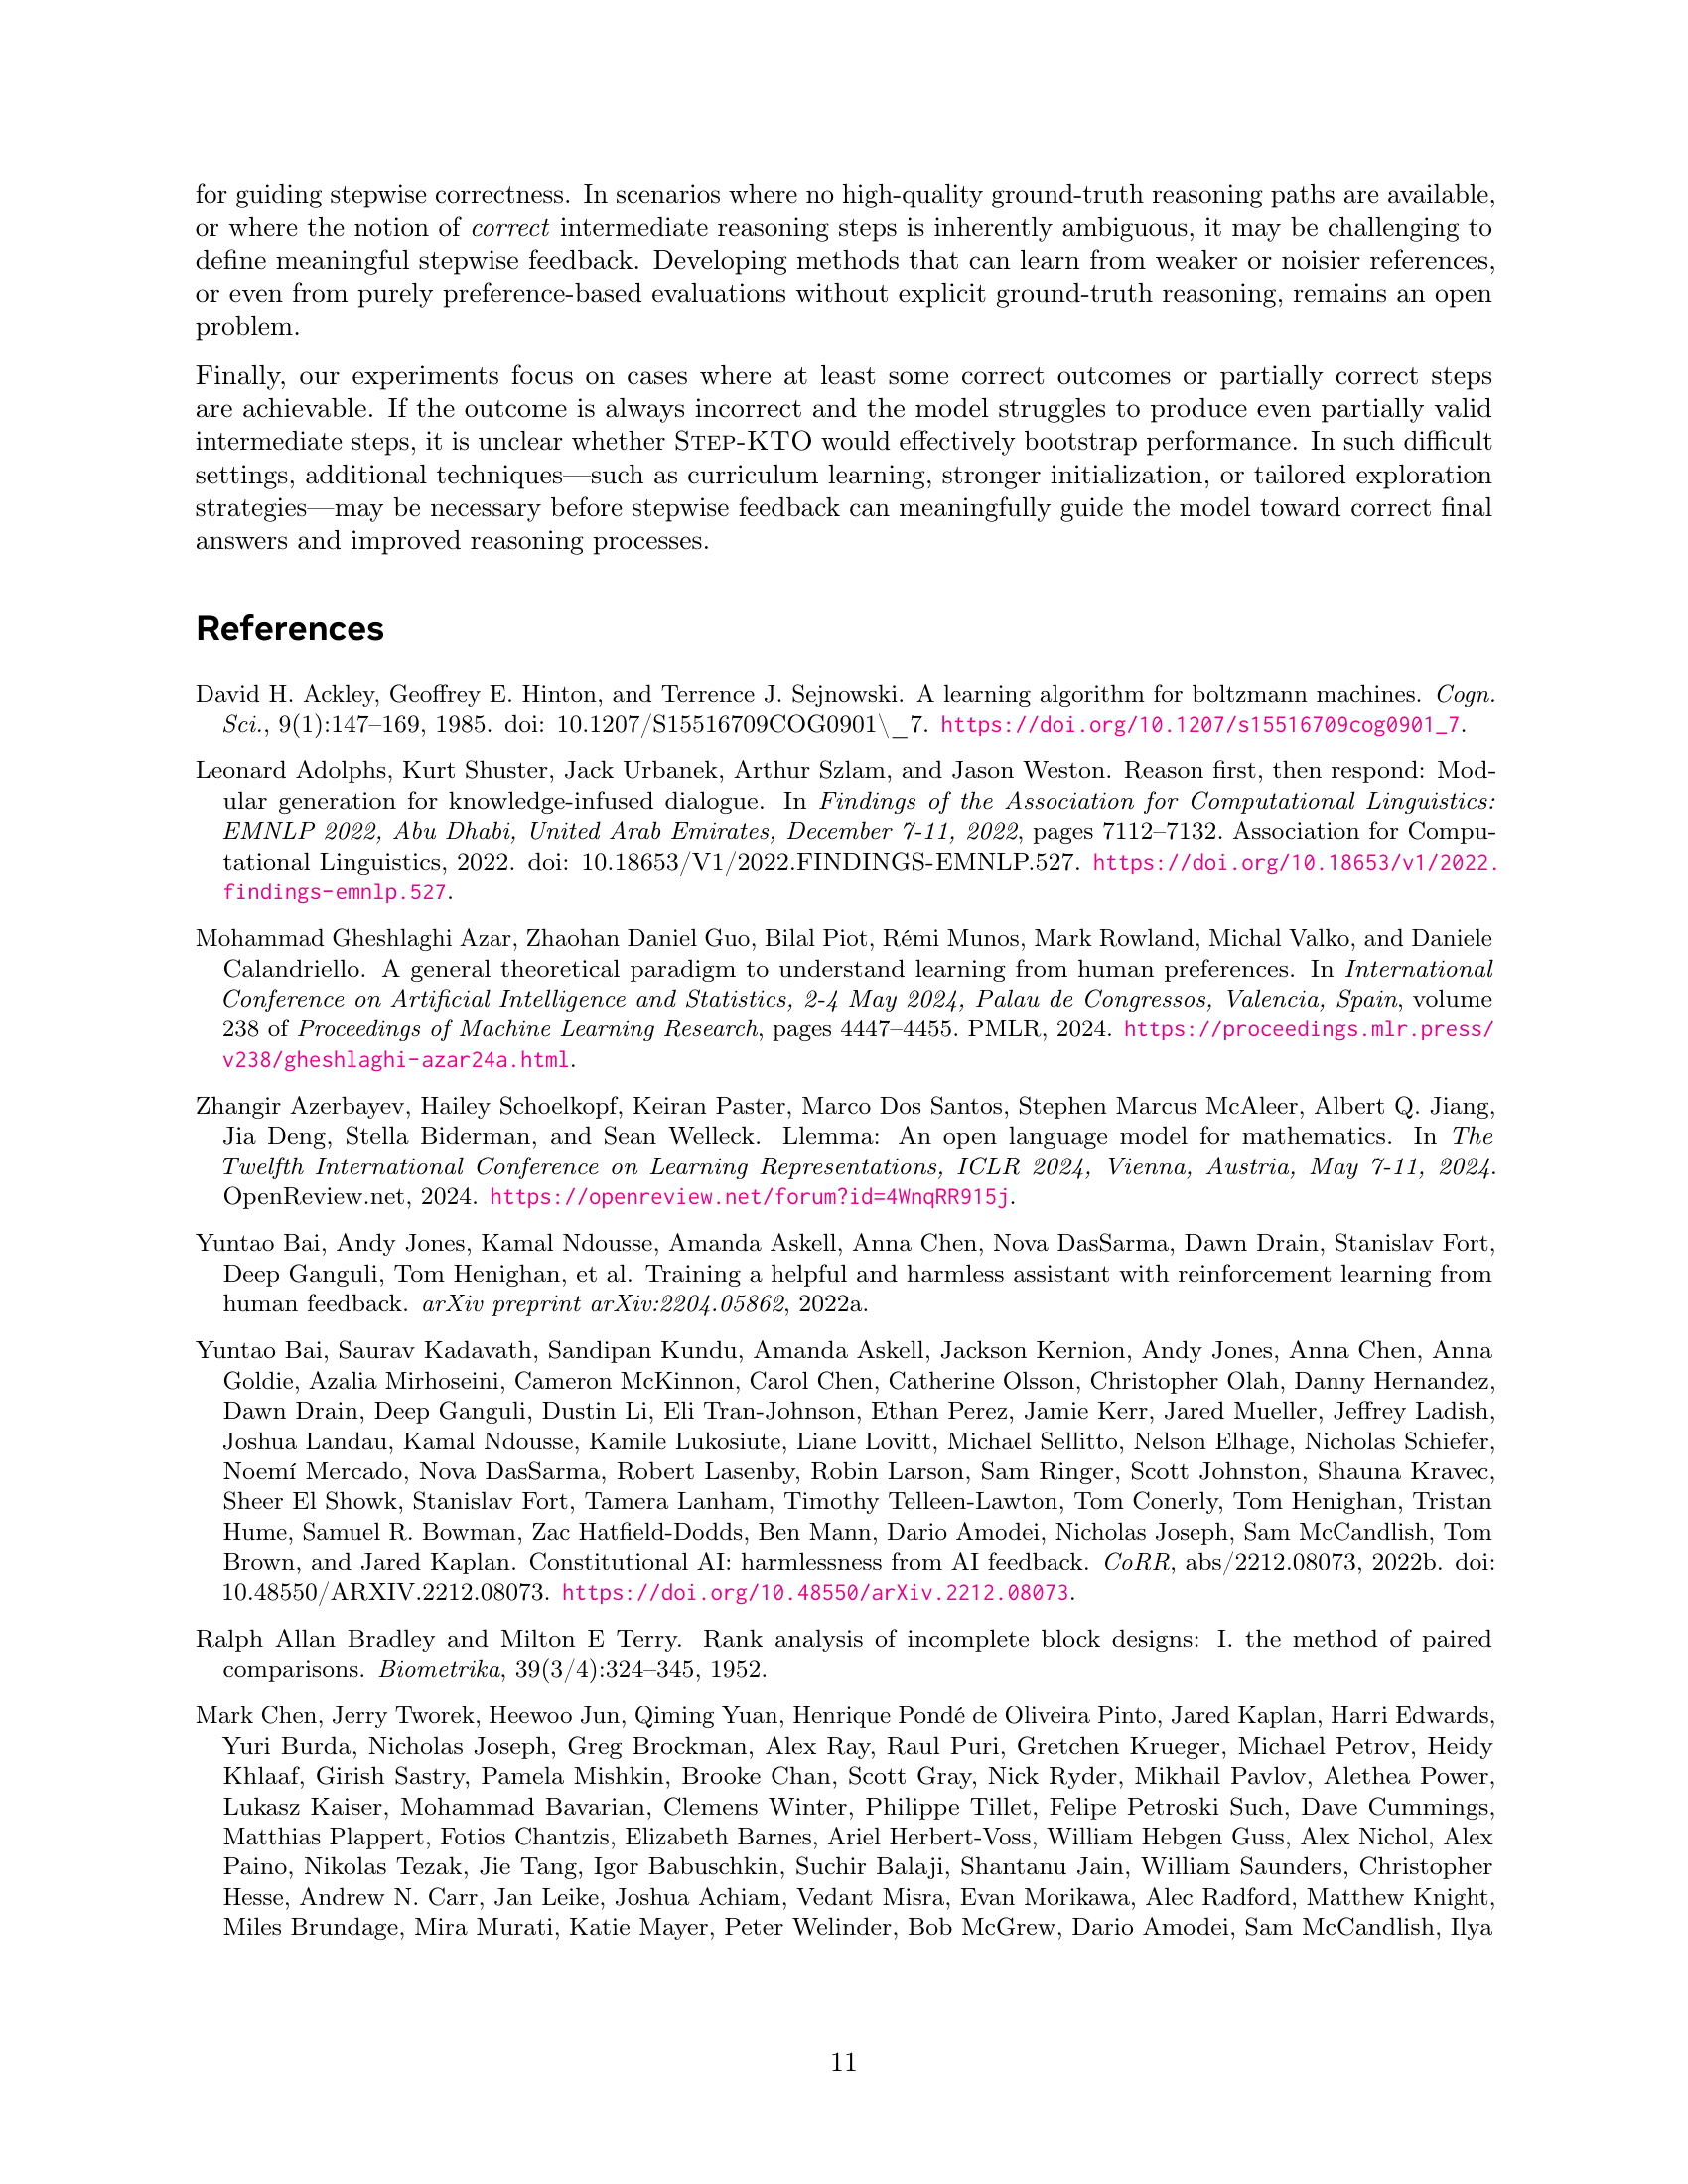 for guiding stepwise correctness. In scenarios where no high-quality ground-truth reasoning paths are available,
or where the notion of correct intermediate reasoning steps is inherently ambiguous, it may be challenging to
define meaningful stepwise feedback. Developing methods that can learn from weaker or noisier references,
or even from purely preference-based evaluations without explicit ground-truth reasoning, remains an open
problem.
Finally, our experiments focus on cases where at least some correct outcomes or partially correct steps
are achievable. If the outcome is always incorrect and the model struggles to produce even partially valid
intermediate steps, it is unclear whether STEP-KTO would effectively bootstrap performance. In such difficult
settings, additional techniques—such as curriculum learning, stronger initialization, or tailored exploration
strategies—may be necessary before stepwise feedback can meaningfully guide the model toward correct final
answers and improved reasoning processes.
References
David H. Ackley, Geoffrey E. Hinton, and Terrence J. Sejnowski. A learning algorithm for boltzmann machines. Cogn.
Sci., 9(1):147–169, 1985. doi: 10.1207/S15516709COG0901\_7. https://doi.org/10.1207/s15516709cog0901_7.
Leonard Adolphs, Kurt Shuster, Jack Urbanek, Arthur Szlam, and Jason Weston. Reason first, then respond: Mod-
ular generation for knowledge-infused dialogue. In Findings of the Association for Computational Linguistics:
EMNLP 2022, Abu Dhabi, United Arab Emirates, December 7-11, 2022, pages 7112–7132. Association for Compu-
tational Linguistics, 2022. doi: 10.18653/V1/2022.FINDINGS-EMNLP.527. https://doi.org/10.18653/v1/2022.
findings-emnlp.527.
Mohammad Gheshlaghi Azar, Zhaohan Daniel Guo, Bilal Piot, Rémi Munos, Mark Rowland, Michal Valko, and Daniele
Calandriello. A general theoretical paradigm to understand learning from human preferences. In International
Conference on Artificial Intelligence and Statistics, 2-4 May 2024, Palau de Congressos, Valencia, Spain, volume
238 of Proceedings of Machine Learning Research, pages 4447–4455. PMLR, 2024. https://proceedings.mlr.press/
v238/gheshlaghi-azar24a.html.
Zhangir Azerbayev, Hailey Schoelkopf, Keiran Paster, Marco Dos Santos, Stephen Marcus McAleer, Albert Q. Jiang,
Jia Deng, Stella Biderman, and Sean Welleck. Llemma: An open language model for mathematics. In The
Twelfth International Conference on Learning Representations, ICLR 2024, Vienna, Austria, May 7-11, 2024.
OpenReview.net, 2024. https://openreview.net/forum?id=4WnqRR915j.
Yuntao Bai, Andy Jones, Kamal Ndousse, Amanda Askell, Anna Chen, Nova DasSarma, Dawn Drain, Stanislav Fort,
Deep Ganguli, Tom Henighan, et al. Training a helpful and harmless assistant with reinforcement learning from
human feedback. arXiv preprint arXiv:2204.05862, 2022a.
Yuntao Bai, Saurav Kadavath, Sandipan Kundu, Amanda Askell, Jackson Kernion, Andy Jones, Anna Chen, Anna
Goldie, Azalia Mirhoseini, Cameron McKinnon, Carol Chen, Catherine Olsson, Christopher Olah, Danny Hernandez,
Dawn Drain, Deep Ganguli, Dustin Li, Eli Tran-Johnson, Ethan Perez, Jamie Kerr, Jared Mueller, Jeffrey Ladish,
Joshua Landau, Kamal Ndousse, Kamile Lukosiute, Liane Lovitt, Michael Sellitto, Nelson Elhage, Nicholas Schiefer,
Noemí Mercado, Nova DasSarma, Robert Lasenby, Robin Larson, Sam Ringer, Scott Johnston, Shauna Kravec,
Sheer El Showk, Stanislav Fort, Tamera Lanham, Timothy Telleen-Lawton, Tom Conerly, Tom Henighan, Tristan
Hume, Samuel R. Bowman, Zac Hatfield-Dodds, Ben Mann, Dario Amodei, Nicholas Joseph, Sam McCandlish, Tom
Brown, and Jared Kaplan. Constitutional AI: harmlessness from AI feedback. CoRR, abs/2212.08073, 2022b. doi:
10.48550/ARXIV.2212.08073. https://doi.org/10.48550/arXiv.2212.08073.
Ralph Allan Bradley and Milton E Terry. Rank analysis of incomplete block designs: I. the method of paired
comparisons. Biometrika, 39(3/4):324–345, 1952.
Mark Chen, Jerry Tworek, Heewoo Jun, Qiming Yuan, Henrique Pondé de Oliveira Pinto, Jared Kaplan, Harri Edwards,
Yuri Burda, Nicholas Joseph, Greg Brockman, Alex Ray, Raul Puri, Gretchen Krueger, Michael Petrov, Heidy
Khlaaf, Girish Sastry, Pamela Mishkin, Brooke Chan, Scott Gray, Nick Ryder, Mikhail Pavlov, Alethea Power,
Lukasz Kaiser, Mohammad Bavarian, Clemens Winter, Philippe Tillet, Felipe Petroski Such, Dave Cummings,
Matthias Plappert, Fotios Chantzis, Elizabeth Barnes, Ariel Herbert-Voss, William Hebgen Guss, Alex Nichol, Alex
Paino, Nikolas Tezak, Jie Tang, Igor Babuschkin, Suchir Balaji, Shantanu Jain, William Saunders, Christopher
Hesse, Andrew N. Carr, Jan Leike, Joshua Achiam, Vedant Misra, Evan Morikawa, Alec Radford, Matthew Knight,
Miles Brundage, Mira Murati, Katie Mayer, Peter Welinder, Bob McGrew, Dario Amodei, Sam McCandlish, Ilya
11